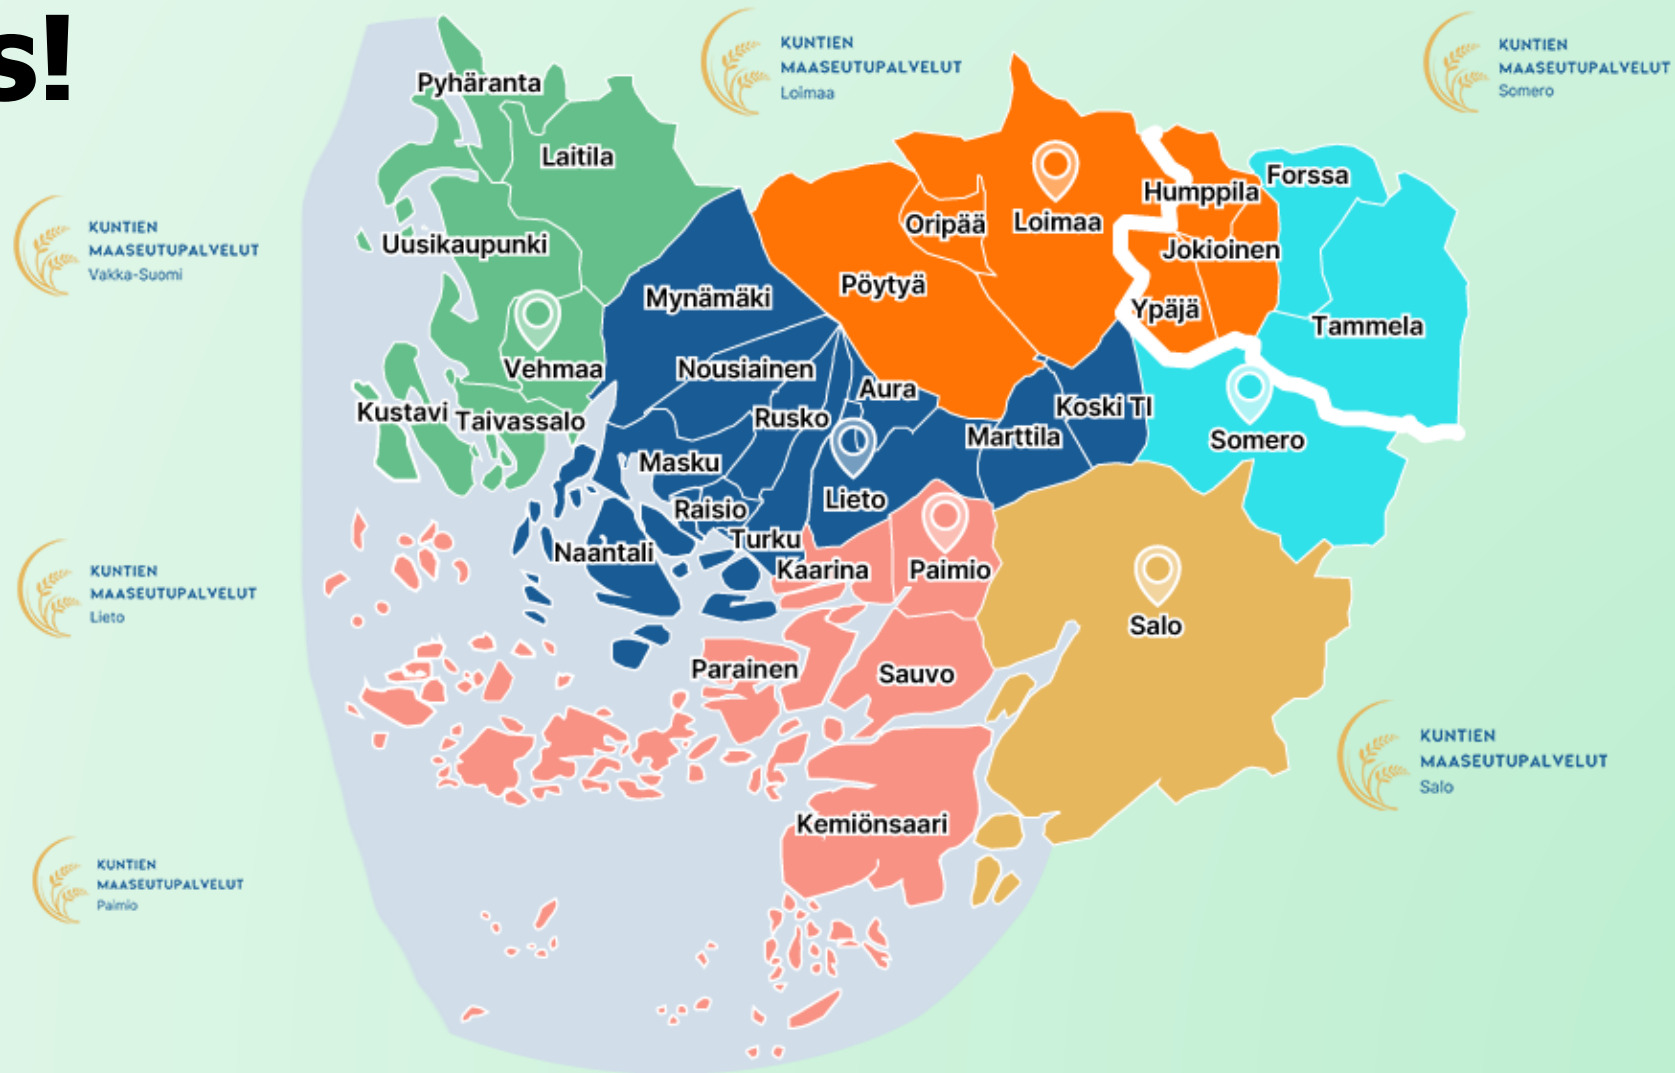 s!
KUNTIEN
MAASEUTUPALVELUT
Loimaa
KUNTIEN
MAASEUTUPALVELUT
Somero
Pyhäranta
Laitila
Forssa
Humppila
Oripää
Loimaa
KUNTIEN
MAASEUTUPALVELUT
Vakka-Suomi
Uusikaupunki
Jokioinen
Pöytyä
Mynämäki
Ypäjä
Tammela
Vehmaa
Nousiainen
Aura
Kustavi
Taivassalo
Rusko
Koski Tl
Marttila
Somero
Masku
Lieto
Raisio
Turku
Naantali
Kaarina
Paimio
KUNTIEN
MAASEUTUPALVELUT
Lieto
Salo
Parainen
Sauvo
KUNTIEN
MAASEUTUPALVELUT
Salo
Kemiönsaari
KUNTIEN
MAASEUTUPALVELUT
Paimio